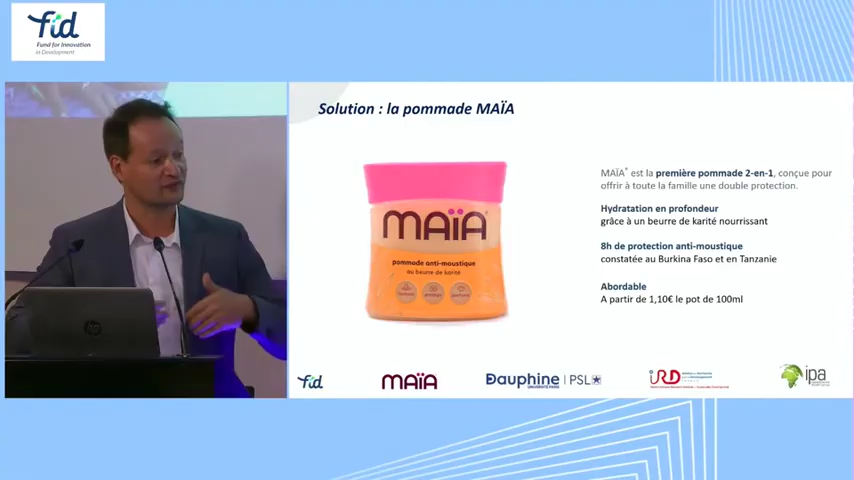 fid
Fund for Innovation
in Development
Solution : la pommade MAÏA
MAÏA
pommade anti-moustique
au beurre de karité
MAÏA® est la première pommade 2-en-1, conçue pour
offrir à toute la famille une double protection.
Hydratation en profondeur
grâce à un beurre de karité nourrissant
8h de protection anti-moustique
constatée au Burkina Faso et en Tanzanie
Abordable
A partir de 1,10€ le pot de 100ml
fid
MAÏA
Dauphine | PSL
UNIVERSITÉ PARIS
IRD
ipa